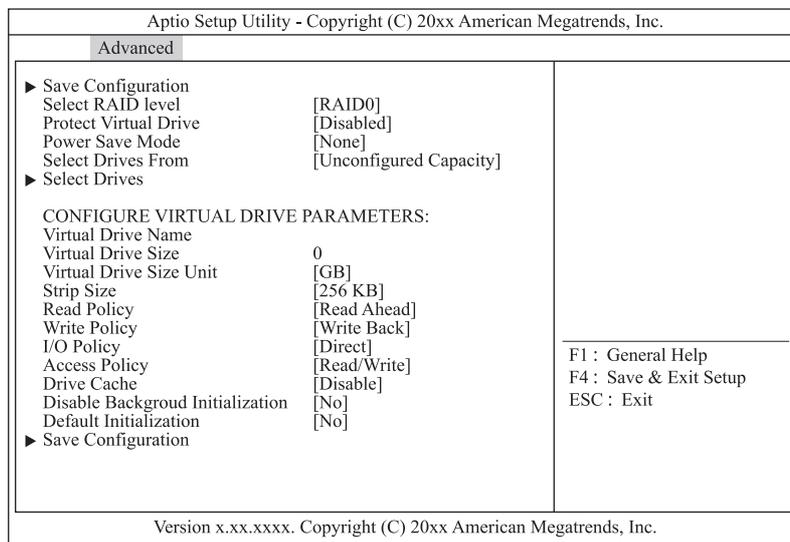 Aptio Setup Utility - Copyright (C) 20xx American Megatrends, Inc.
Advanced
▶ Save Configuration
Select RAID level [RAID0]
Protect Virtual Drive [Disabled]
Power Save Mode [None]
Select Drives From [Unconfigured Capacity]
▶ Select Drives
CONFIGURE VIRTUAL DRIVE PARAMETERS:
Virtual Drive Name
Virtual Drive Size 0
Virtual Drive Size Unit [GB]
Strip Size [256 KB]
Read Policy [Read Ahead]
Write Policy [Write Back]
I/O Policy [Direct]
Access Policy [Read/Write]
Drive Cache [Disable]
Disable Backgroud Initialization [No]
Default Initialization [No]
▶ Save Configuration
F1 : General Help
F4 : Save & Exit Setup
ESC : Exit
Version x.xx.xxxx. Copyright (C) 20xx American Megatrends, Inc.